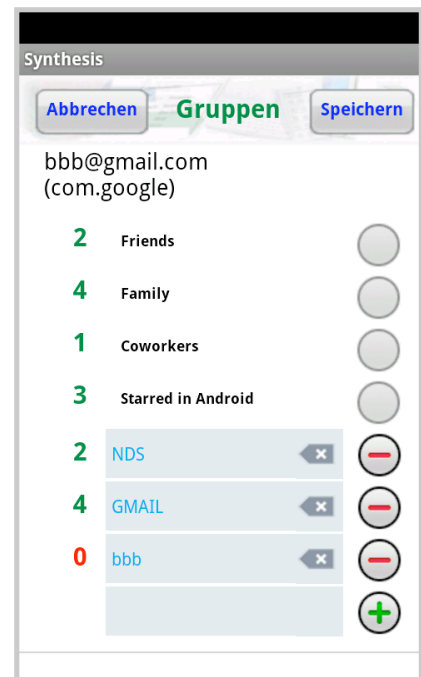 Synthesis
Abbrechen Gruppen Speichern
bbb@gmail.com
(com.google)
2 Friends
4 Family
1 Coworkers
3 Starred in Android
2 NDS
4 GMAIL
0 bbb